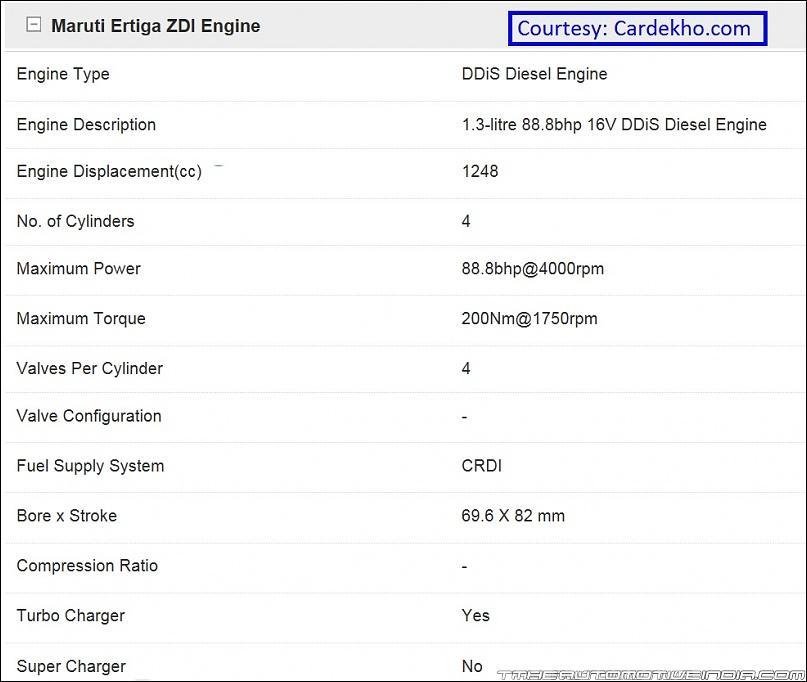 Maruti Ertiga ZDI Engine
Courtesy: Cardekho.com
Engine Type DDiS Diesel Engine
Engine Description 1.3-litre 88.8bhp 16V DDiS Diesel Engine
Engine Displacement(cc) 1248
No. of Cylinders 4
Maximum Power 88.8bhp@4000rpm
Maximum Torque 200Nm@1750rpm
Valves Per Cylinder 4
Valve Configuration -
Fuel Supply System CRDI
Bore x Stroke 69.6 X 82 mm
Compression Ratio -
Turbo Charger Yes
Super Charger No
THEAUTOMOTIVEINDIA.COM